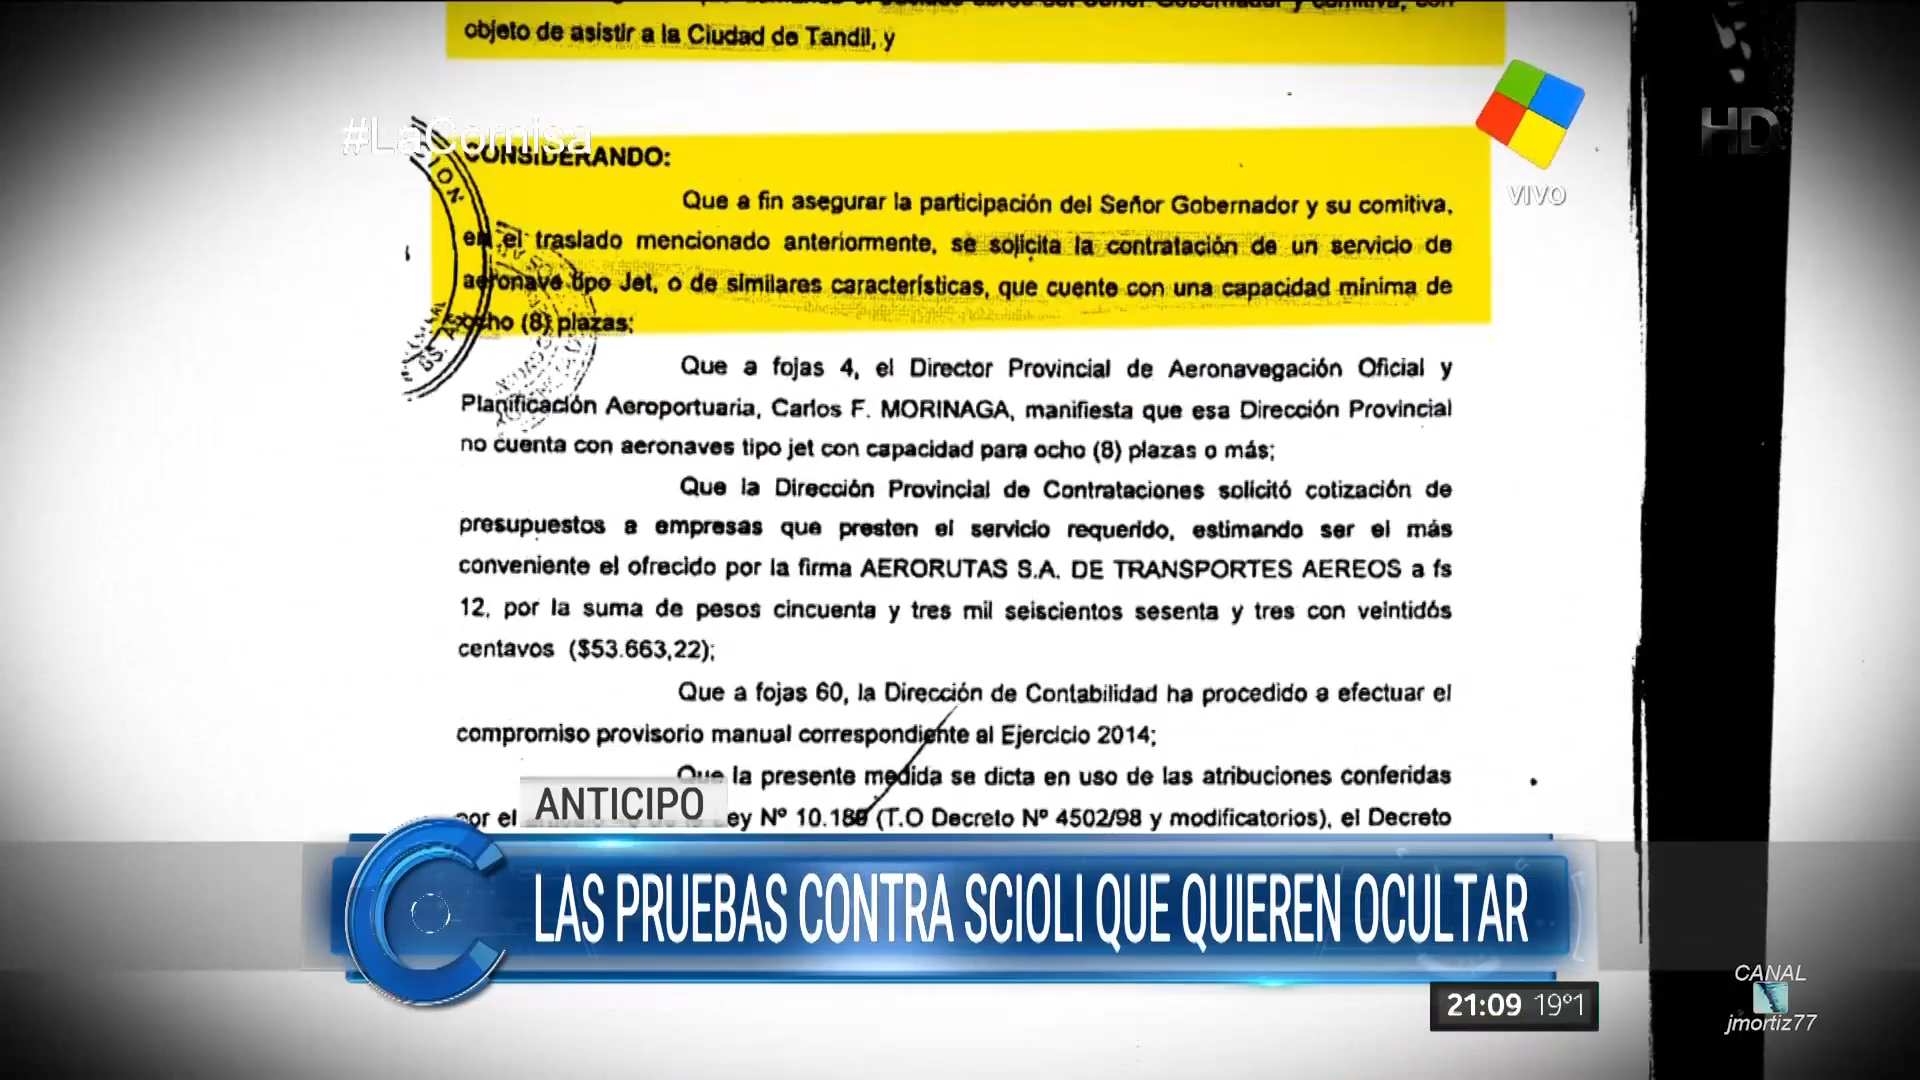 objeto de asistir a la Ciudad de Tandil, y
#LaCornisa
HD
CONSIDERANDO:
VIVO
Que a fin asegurar la participación del Señor Gobernador y su comitiva,
en el traslado mencionado anteriormente, se solicita la contratación de un servicio de
aeronave tipo Jet, o de similares características, que cuente con una capacidad mínima de
ocho (8) plazas;
Que a fojas 4, el Director Provincial de Aeronavegación Oficial y
Planificación Aeroportuaria, Carlos F. MORINAGA, manifiesta que esa Dirección Provincial
no cuenta con aeronaves tipo jet con capacidad para ocho (8) plazas o más;
Que la Dirección Provincial de Contrataciones solicitó cotización de
presupuestos a empresas que presten el servicio requerido, estimando ser el más
conveniente el ofrecido por la firma AERORUTAS S.A. DE TRANSPORTES AEREOS a fs
12, por la suma de pesos cincuenta y tres mil seiscientos sesenta y tres con veintidós
centavos ($53.663,22);
Que a fojas 60, la Dirección de Contabilidad ha procedido a efectuar el
compromiso provisorio manual correspondiente al Ejercicio 2014;
Que la presente medida se dicta en uso de las atribuciones conferidas
por el Ley Nº 10.189 (T.O Decreto Nº 4502/98 y modificatorios), el Decreto
ANTICIPO
LAS PRUEBAS CONTRA SCIOLI QUE QUIEREN OCULTAR
21:09 19º1
CANAL
jmortiz77